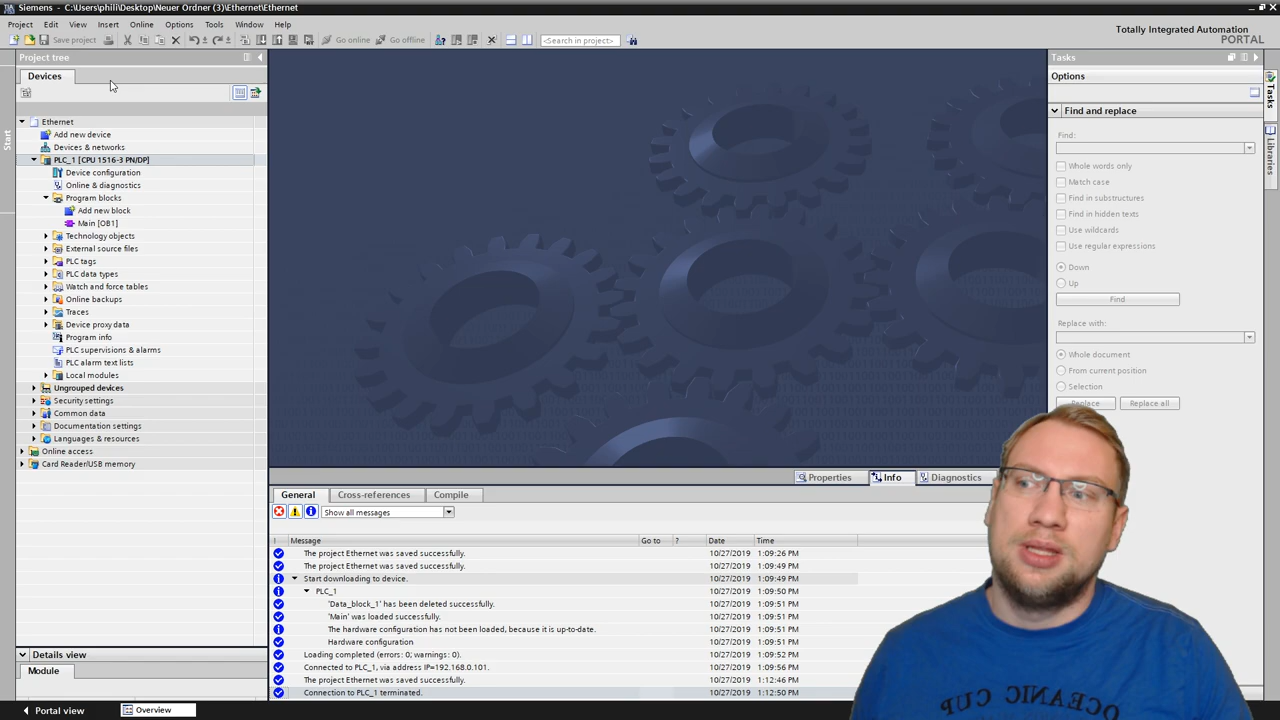 Siemens - C:\Users\phili\Desktop\Neuer Ordner (3)\Ethernet\Ethernet
Project Edit View Insert Online Options Tools Window Help
Totally Integrated Automation
PORTAL
Save project Go online Go offline <Search in project>
Project tree
Devices
Start
Ethernet
Add new device
Devices & networks
PLC_1 [CPU 1516-3 PN/DP]
Device configuration
Online & diagnostics
Program blocks
Add new block
Main [OB1]
Technology objects
External source files
PLC tags
PLC data types
Watch and force tables
Online backups
Traces
Device proxy data
Program info
PLC supervisions & alarms
PLC alarm text lists
Local modules
Ungrouped devices
Security settings
Common data
Documentation settings
Languages & resources
Online access
Card Reader/USB memory
Details view
Module
Portal view Overview
Properties Info Diagnostics
General Cross-references Compile
Show all messages
! Message Go to ? Date Time
The project Ethernet was saved successfully. 10/27/2019 1:09:26 PM
The project Ethernet was saved successfully. 10/27/2019 1:09:49 PM
Start downloading to device. 10/27/2019 1:09:49 PM
PLC_1 10/27/2019 1:09:50 PM
'Data_block_1' has been deleted successfully. 10/27/2019 1:09:51 PM
'Main' was loaded successfully. 10/27/2019 1:09:51 PM
The hardware configuration has not been loaded, because it is up-to-date. 10/27/2019 1:09:51 PM
Hardware configuration 10/27/2019 1:09:51 PM
Loading completed (errors: 0; warnings: 0). 10/27/2019 1:09:52 PM
Connected to PLC_1, via address IP=192.168.0.101. 10/27/2019 1:09:56 PM
The project Ethernet was saved successfully. 10/27/2019 1:12:46 PM
Connection to PLC_1 terminated. 10/27/2019 1:12:50 PM
Tasks
Options
Find and replace
Find:
Whole words only
Match case
Find in substructures
Find in hidden texts
Use wildcards
Use regular expressions
Down
Up
Find
Replace with:
Whole document
From current position
Selection
Replace Replace all
Tasks
Libraries
OCEANIC CUP